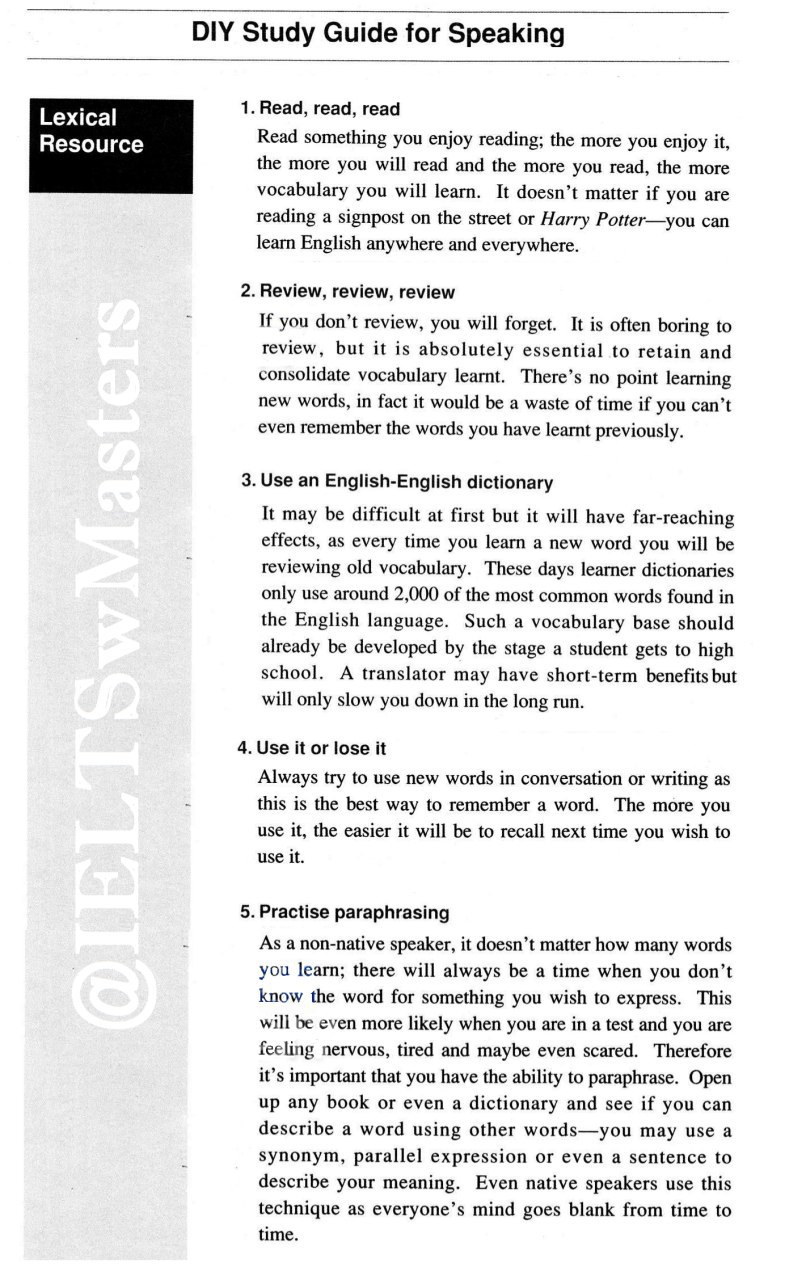 DIY Study Guide for Speaking
Lexical
Resource
@IELTSwMasters
1. Read, read, read
Read something you enjoy reading; the more you enjoy it,
the more you will read and the more you read, the more
vocabulary you will learn. It doesn't matter if you are
reading a signpost on the street or Harry Potter—you can
learn English anywhere and everywhere.
2. Review, review, review
If you don't review, you will forget. It is often boring to
review, but it is absolutely essential to retain and
consolidate vocabulary learnt. There's no point learning
new words, in fact it would be a waste of time if you can't
even remember the words you have learnt previously.
3. Use an English-English dictionary
It may be difficult at first but it will have far-reaching
effects, as every time you learn a new word you will be
reviewing old vocabulary. These days learner dictionaries
only use around 2,000 of the most common words found in
the English language. Such a vocabulary base should
already be developed by the stage a student gets to high
school. A translator may have short-term benefits but
will only slow you down in the long run.
4. Use it or lose it
Always try to use new words in conversation or writing as
this is the best way to remember a word. The more you
use it, the easier it will be to recall next time you wish to
use it.
5. Practise paraphrasing
As a non-native speaker, it doesn't matter how many words
you learn; there will always be a time when you don't
know the word for something you wish to express. This
will be even more likely when you are in a test and you are
feeling nervous, tired and maybe even scared. Therefore
it's important that you have the ability to paraphrase. Open
up any book or even a dictionary and see if you can
describe a word using other words—you may use a
synonym, parallel expression or even a sentence to
describe your meaning. Even native speakers use this
technique as everyone's mind goes blank from time to
time.